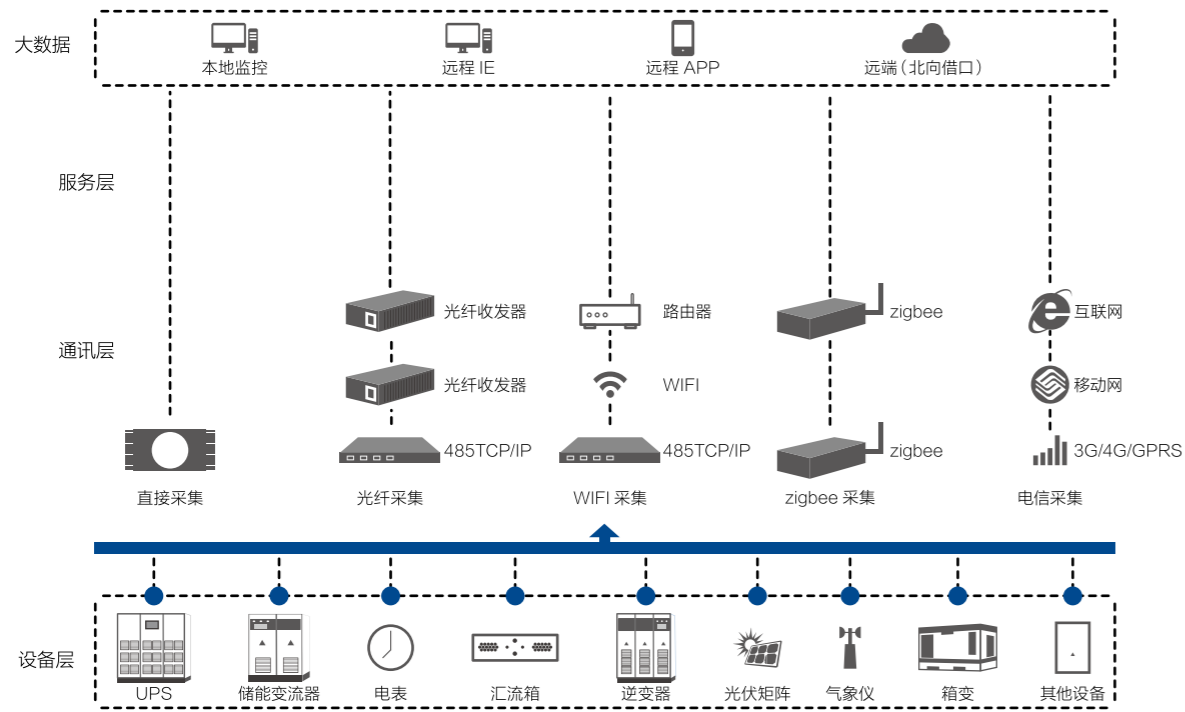 大数据
本地监控
远程 IE
远程 APP
远端（北向借口）
服务层
通讯层
光纤收发器
路由器
zigbee
互联网
光纤收发器
WIFI
移动网
485TCP/IP
485TCP/IP
zigbee
3G/4G/GPRS
直接采集
光纤采集
WIFI 采集
zigbee 采集
电信采集
设备层
UPS
储能变流器
电表
汇流箱
逆变器
光伏矩阵
气象仪
箱变
其他设备